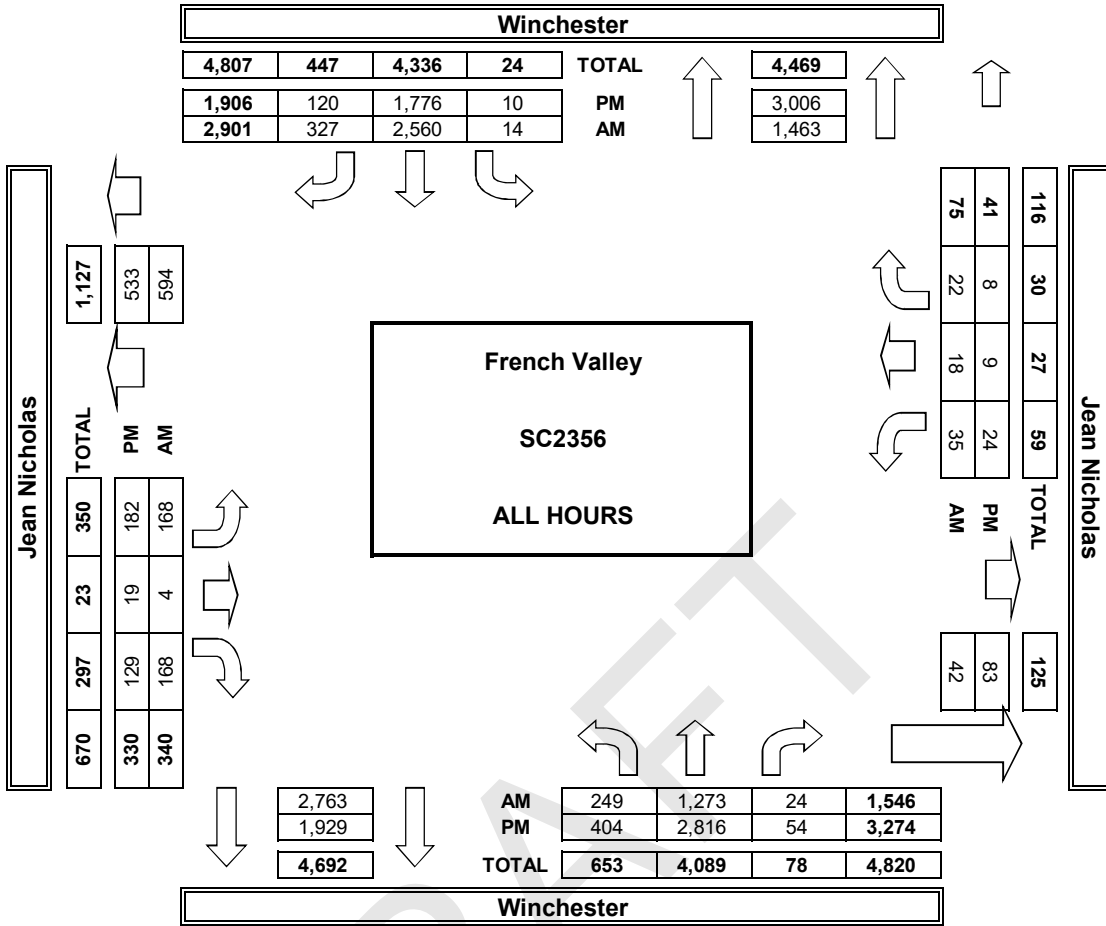 Winchester
4,807 447 4,336 24 TOTAL 4,469
1,906 120 1,776 10 PM 3,006
2,901 327 2,560 14 AM 1,463
Jean Nicholas
1,127
533
594
TOTAL PM AM
350 182 168
23 19 4
297 129 168
670 330 340
French Valley
SC2356
ALL HOURS
75 41 116
22 8 30
18 9 27
35 24 59
AM PM TOTAL
42 83 125
Jean Nicholas
2,763 AM 249 1,273 24 1,546
1,929 PM 404 2,816 54 3,274
4,692 TOTAL 653 4,089 78 4,820
Winchester
DRAFT